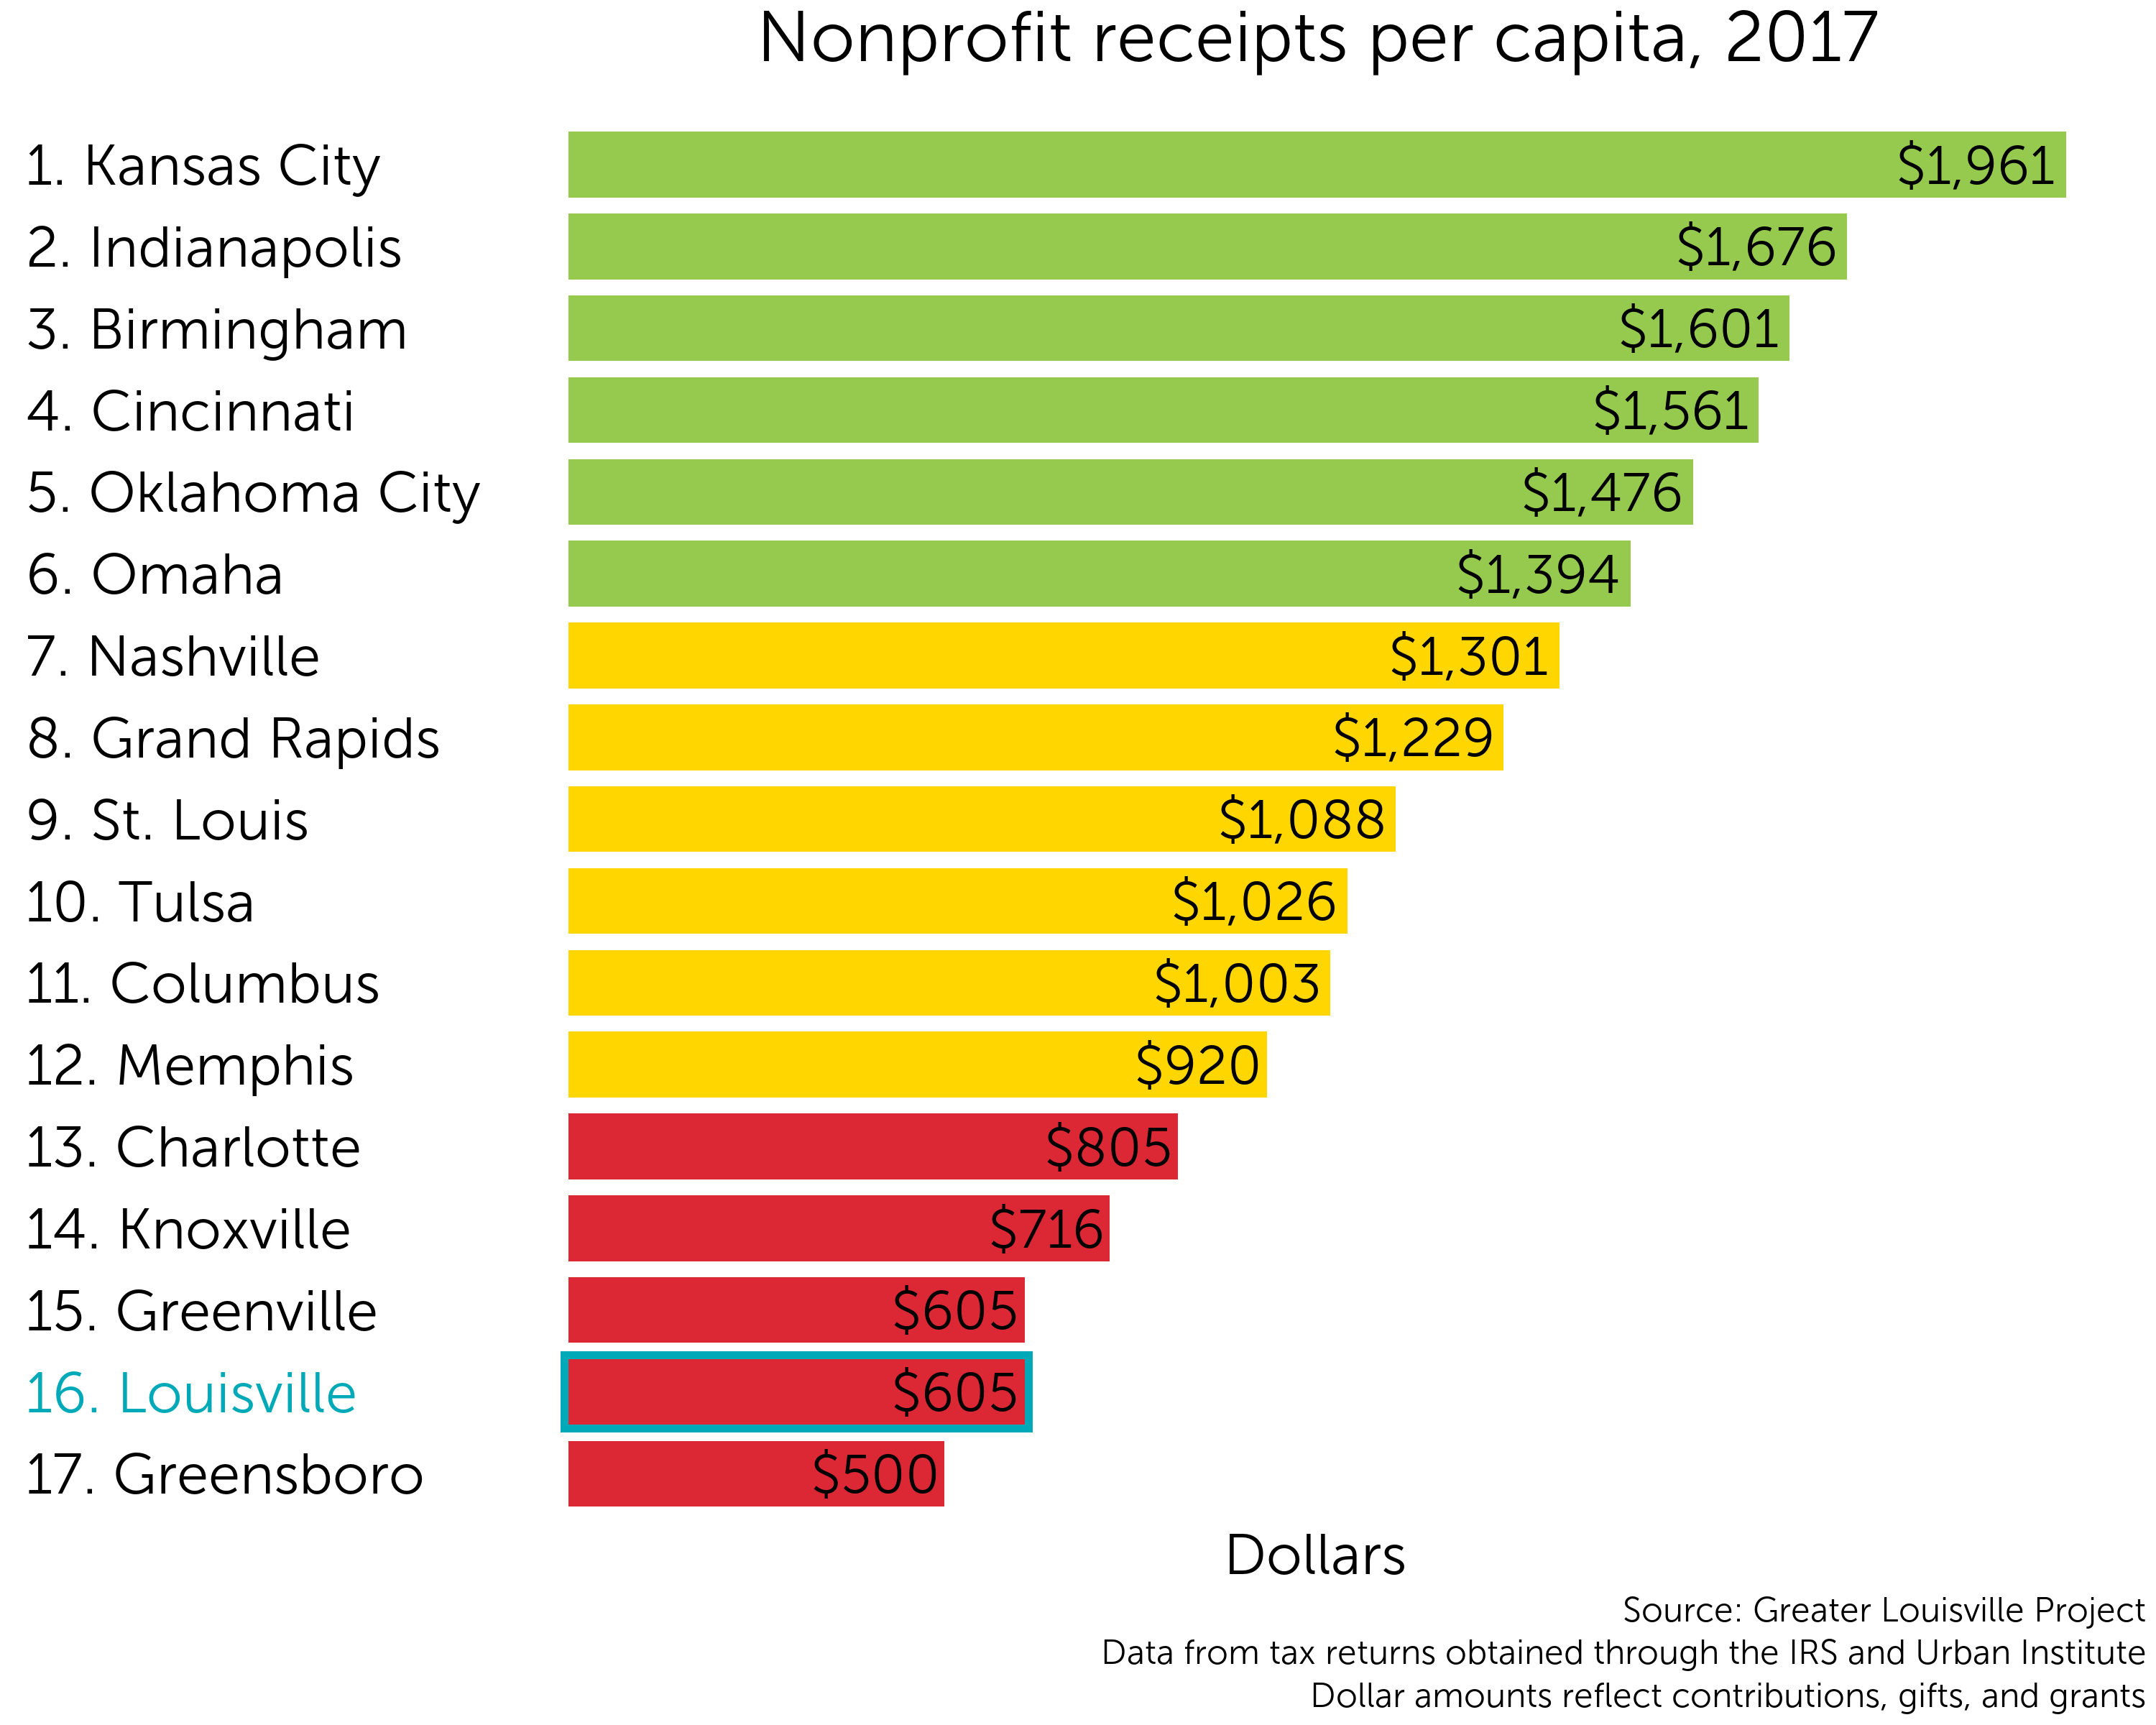 Nonprofit receipts per capita, 2017
1. Kansas City $1,961
2. Indianapolis $1,676
3. Birmingham $1,601
4. Cincinnati $1,561
5. Oklahoma City $1,476
6. Omaha $1,394
7. Nashville $1,301
8. Grand Rapids $1,229
9. St. Louis $1,088
10. Tulsa $1,026
11. Columbus $1,003
12. Memphis $920
13. Charlotte $805
14. Knoxville $716
15. Greenville $605
16. Louisville $605
17. Greensboro $500
Dollars
Source: Greater Louisville Project
Data from tax returns obtained through the IRS and Urban Institute
Dollar amounts reflect contributions, gifts, and grants